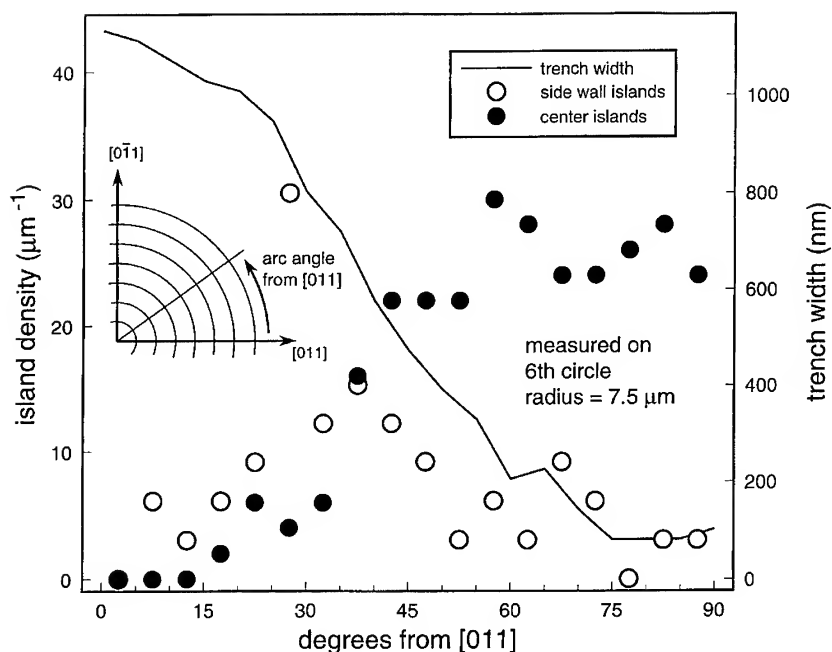 40
30
20
10
0
island density (μm⁻¹)
1000
800
600
400
200
0
trench width (nm)
0 15 30 45 60 75 90
degrees from [011]
trench width
side wall islands
center islands
[01̄1]
arc angle
from [011]
[011]
measured on
6th circle
radius = 7.5 μm